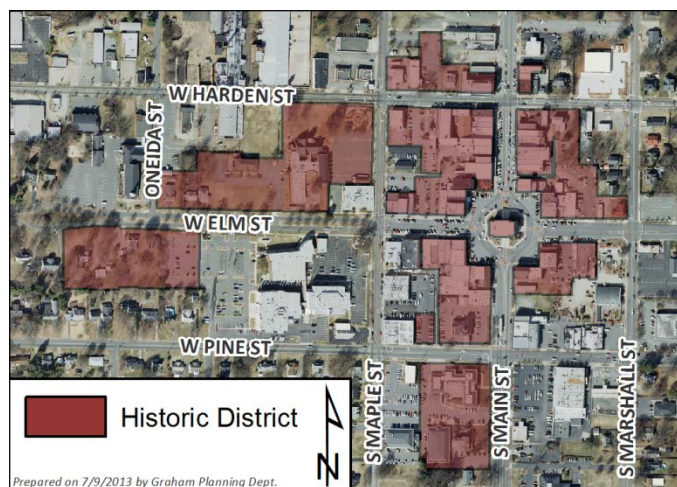 W HARDEN ST
ONEIDA ST
W ELM ST
W PINE ST
S MAPLE ST
S MAIN ST
S MARSHALL ST
Historic District
N
Prepared on 7/9/2013 by Graham Planning Dept.